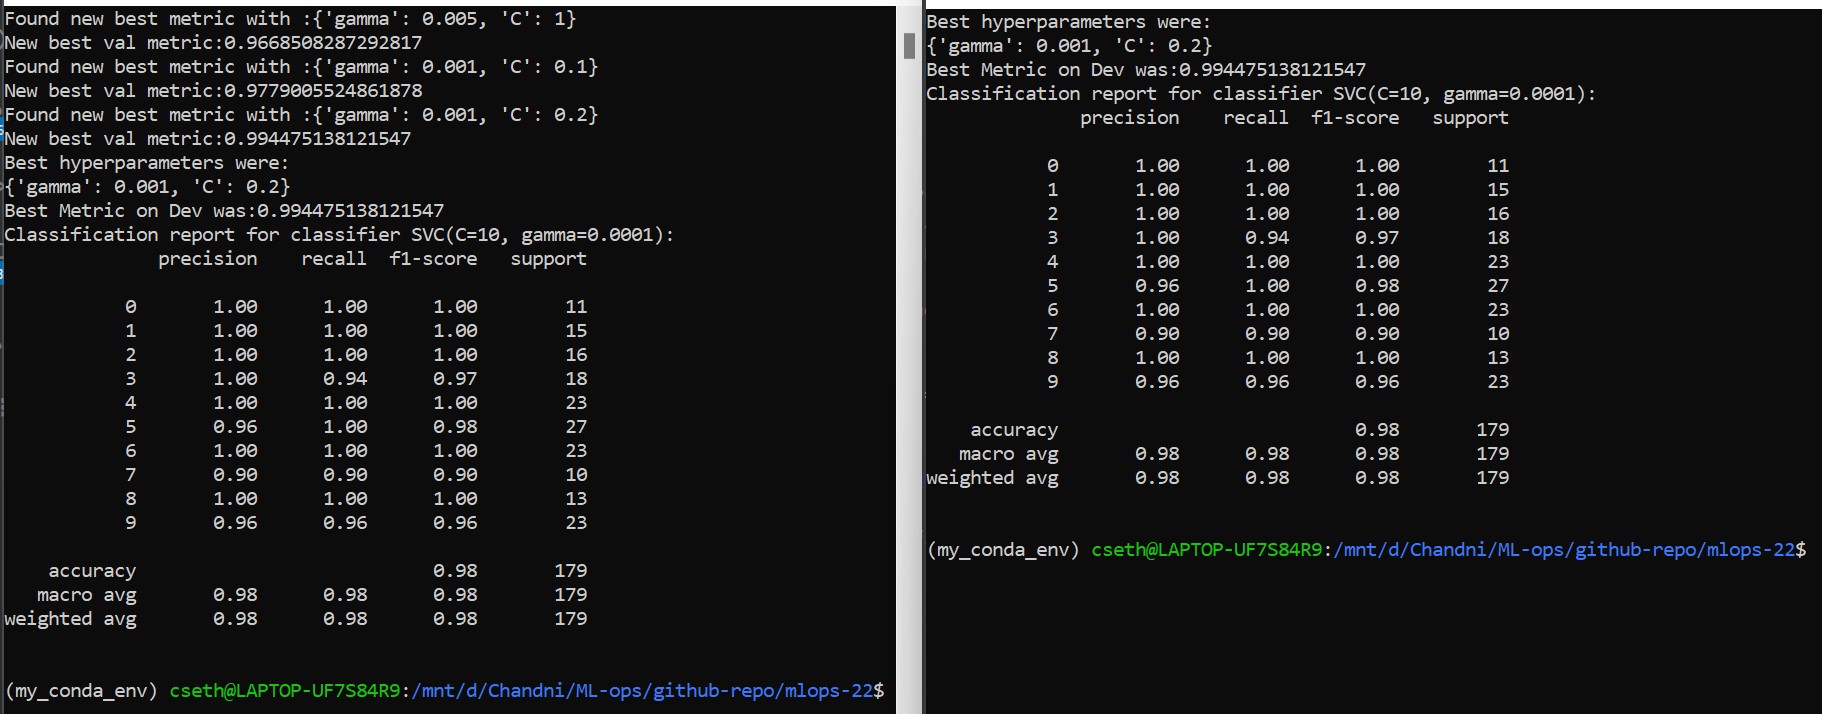 Found new best metric with :{'gamma': 0.005, 'C': 1}
New best val metric:0.9668508287292817
Found new best metric with :{'gamma': 0.001, 'C': 0.1}
New best val metric:0.9779005524861878
Found new best metric with :{'gamma': 0.001, 'C': 0.2}
New best val metric:0.994475138121547
Best hyperparameters were:
{'gamma': 0.001, 'C': 0.2}
Best Metric on Dev was:0.994475138121547
Classification report for classifier SVC(C=10, gamma=0.0001):
precision recall f1-score support
0 1.00 1.00 1.00 11
1 1.00 1.00 1.00 15
2 1.00 1.00 1.00 16
3 1.00 0.94 0.97 18
4 1.00 1.00 1.00 23
5 0.96 1.00 0.98 27
6 1.00 1.00 1.00 23
7 0.90 0.90 0.90 10
8 1.00 1.00 1.00 13
9 0.96 0.96 0.96 23
accuracy 0.98 179
macro avg 0.98 0.98 0.98 179
weighted avg 0.98 0.98 0.98 179
(my_conda_env) cseth@LAPTOP-UF7S84R9:/mnt/d/Chandni/ML-ops/github-repo/mlops-22$
Best hyperparameters were:
{'gamma': 0.001, 'C': 0.2}
Best Metric on Dev was:0.994475138121547
Classification report for classifier SVC(C=10, gamma=0.0001):
precision recall f1-score support
0 1.00 1.00 1.00 11
1 1.00 1.00 1.00 15
2 1.00 1.00 1.00 16
3 1.00 0.94 0.97 18
4 1.00 1.00 1.00 23
5 0.96 1.00 0.98 27
6 1.00 1.00 1.00 23
7 0.90 0.90 0.90 10
8 1.00 1.00 1.00 13
9 0.96 0.96 0.96 23
accuracy 0.98 179
macro avg 0.98 0.98 0.98 179
weighted avg 0.98 0.98 0.98 179
(my_conda_env) cseth@LAPTOP-UF7S84R9:/mnt/d/Chandni/ML-ops/github-repo/mlops-22$